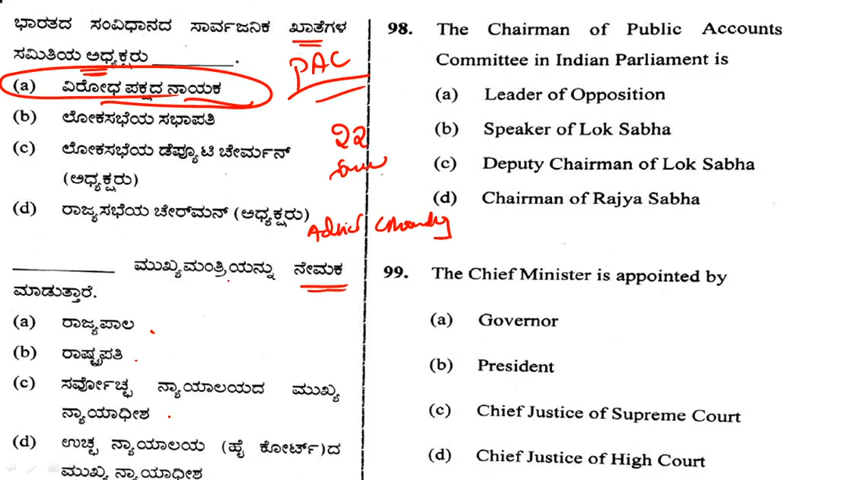 ಭಾರತದ ಸಂವಿಧಾನದ ಸಾರ್ವಜನಿಕ ಖಾತೆಗಳ
ಸಮಿತಿಯ ಅಧ್ಯಕ್ಷರು __________ .
(a) ವಿರೋಧ ಪಕ್ಷದ ನಾಯಕ
(b) ಲೋಕಸಭೆಯ ಸಭಾಪತಿ
(c) ಲೋಕಸಭೆಯ ಡೆಪ್ಯೂಟಿ ಚೇರ್ಮನ್
(ಅಧ್ಯಕ್ಷರು)
(d) ರಾಜ್ಯಸಭೆಯ ಚೇರ್‌ಮನ್ (ಅಧ್ಯಕ್ಷರು)
PAC
22
__________ ಮುಖ್ಯಮಂತ್ರಿಯನ್ನು ನೇಮಕ
ಮಾಡುತ್ತಾರೆ.
(a) ರಾಜ್ಯಪಾಲ
(b) ರಾಷ್ಟ್ರಪತಿ
(c) ಸರ್ವೋಚ್ಛ ನ್ಯಾಯಾಲಯದ ಮುಖ್ಯ
ನ್ಯಾಯಾಧೀಶ
(d) ಉಚ್ಛ ನ್ಯಾಯಾಲಯ (ಹೈ ಕೋರ್ಟ್)ದ
ಮುಖ್ಯ ನ್ಯಾಯಾಧೀಶ
98. The Chairman of Public Accounts
Committee in Indian Parliament is
(a) Leader of Opposition
(b) Speaker of Lok Sabha
(c) Deputy Chairman of Lok Sabha
(d) Chairman of Rajya Sabha
99. The Chief Minister is appointed by
(a) Governor
(b) President
(c) Chief Justice of Supreme Court
(d) Chief Justice of High Court